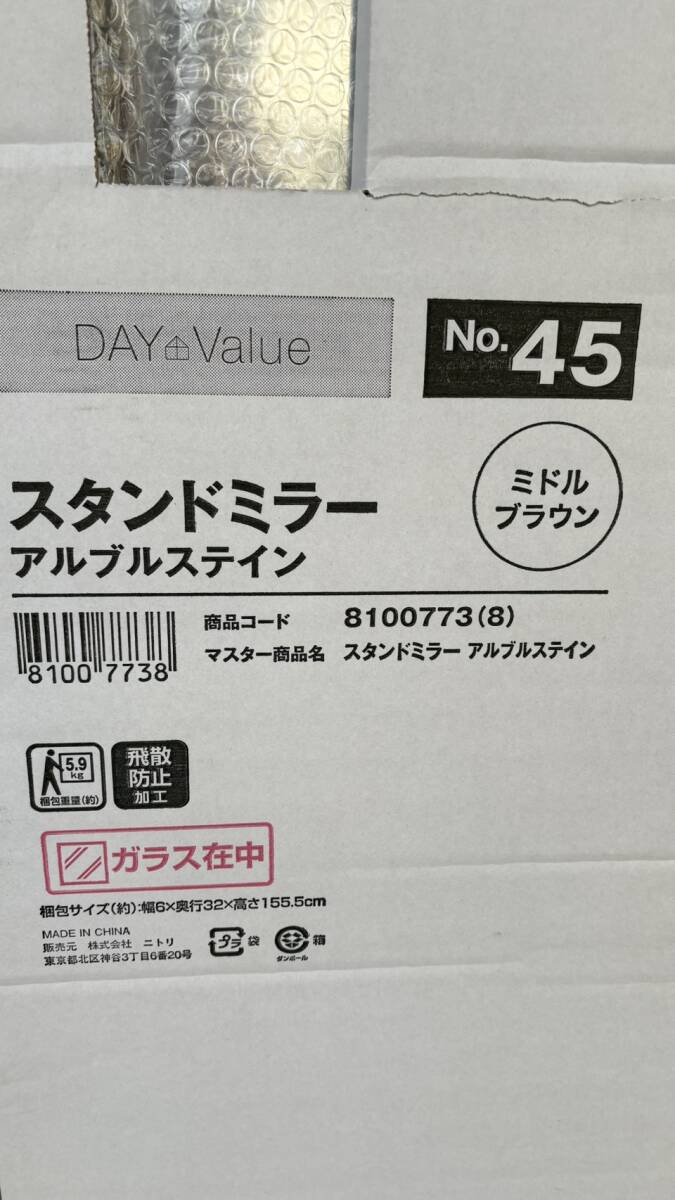 DAY Value
No.45
ミドル
ブラウン
スタンドミラー
アルブルステイン
商品コード 8100773(8)
マスター商品名 スタンドミラー アルブルステイン
8100 7738
5.9
kg
梱包重量(約)
飛散
防止
加工
ガラス在中
梱包サイズ(約):幅6×奥行32×高さ155.5cm
MADE IN CHINA
販売元 株式会社 ニトリ
東京都北区神谷3丁目6番20号
プラ 袋
箱
ダンボール